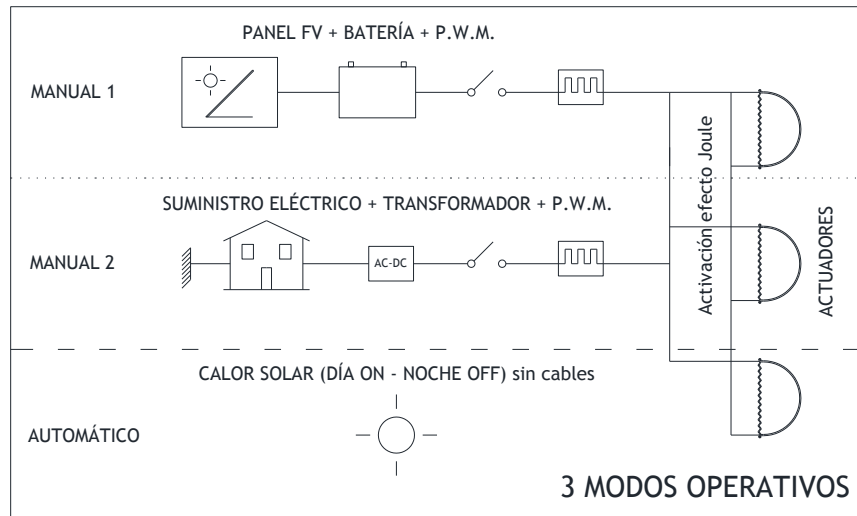 PANEL FV + BATERÍA + P.W.M.
MANUAL 1
Activación efecto Joule
SUMINISTRO ELÉCTRICO + TRANSFORMADOR + P.W.M.
MANUAL 2
AC-DC
ACTUADORES
CALOR SOLAR (DÍA ON - NOCHE OFF) sin cables
AUTOMÁTICO
3 MODOS OPERATIVOS